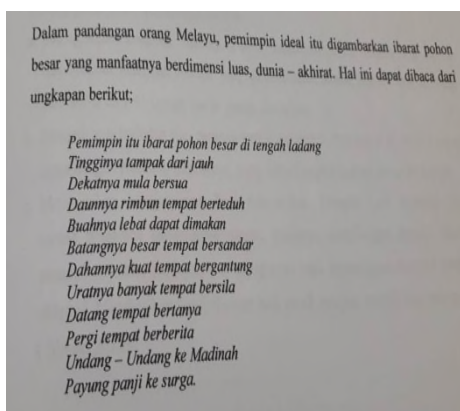 Dalam pandangan orang Melayu, pemimpin ideal itu digambarkan ibarat pohon
besar yang manfaatnya berdimensi luas, dunia – akhirat. Hal ini dapat dibaca dari
ungkapan berikut;
Pemimpin itu ibarat pohon besar di tengah ladang
Tingginya tampak dari jauh
Dekatnya mula bersua
Daunnya rimbun tempat berteduh
Buahnya lebat dapat dimakan
Batangnya besar tempat bersandar
Dahannya kuat tempat bergantung
Uratnya banyak tempat bersila
Datang tempat bertanya
Pergi tempat berberita
Undang – Undang ke Madinah
Payung panji ke surga.